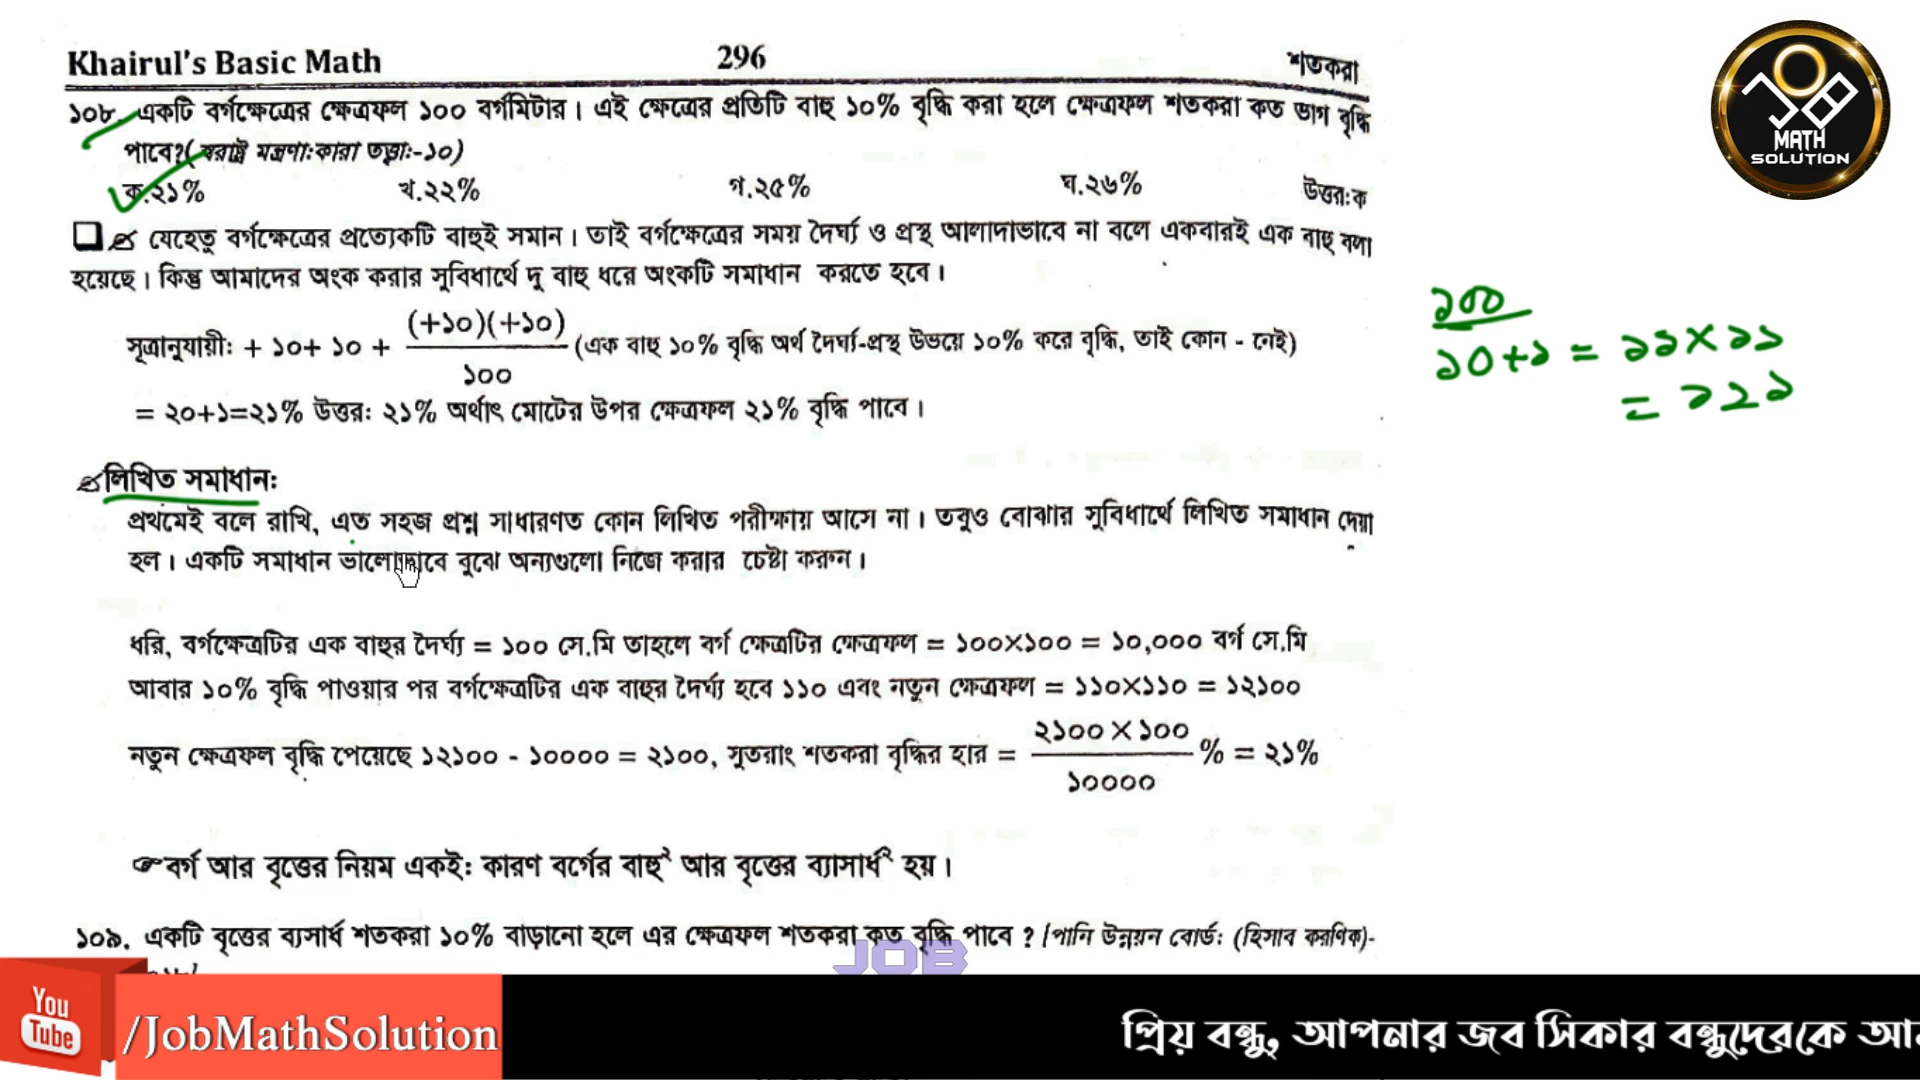 Khairul's Basic Math 296 শতকরা
১০৮. একটি বর্গক্ষেত্রের ক্ষেত্রফল ১০০ বর্গমিটার। এই ক্ষেত্রের প্রতিটি বাহু ১০% বৃদ্ধি করা হলে ক্ষেত্রফল শতকরা কত ভাগ বৃদ্ধি
পাবে?(স্বরাষ্ট্র মন্ত্রণা:কারা তত্ত্বা:-১০)
ক.২১% খ.২২% গ.২৫% ঘ.২৬% উত্তর:ক
যেহেতু বর্গক্ষেত্রের প্রত্যেকটি বাহুই সমান। তাই বর্গক্ষেত্রের সময় দৈর্ঘ্য ও প্রস্থ আলাদাভাবে না বলে একবারই এক বাহু বলা
হয়েছে। কিন্তু আমাদের অংক করার সুবিধার্থে দু বাহু ধরে অংকটি সমাধান করতে হবে।
সূত্রানুযায়ীঃ + ১০+ ১০ + (+১০)(+১০) / ১০০ (এক বাহু ১০% বৃদ্ধি অর্থ দৈর্ঘ্য-প্রস্থ উভয়ে ১০% করে বৃদ্ধি, তাই কোন - নেই)
= ২০+১=২১% উত্তরঃ ২১% অর্থাৎ মোটের উপর ক্ষেত্রফল ২১% বৃদ্ধি পাবে।
১০০
১০+১ = ১১×১১
= ১২১
লিখিত সমাধানঃ
প্রথমেই বলে রাখি, এত সহজ প্রশ্ন সাধারণত কোন লিখিত পরীক্ষায় আসে না। তবুও বোঝার সুবিধার্থে লিখিত সমাধান দেয়া
হল। একটি সমাধান ভালোভাবে বুঝে অন্যগুলো নিজে করার চেষ্টা করুন।
ধরি, বর্গক্ষেত্রটির এক বাহুর দৈর্ঘ্য = ১০০ সে.মি তাহলে বর্গ ক্ষেত্রটির ক্ষেত্রফল = ১০০×১০০ = ১০,০০০ বর্গ সে.মি
আবার ১০% বৃদ্ধি পাওয়ার পর বর্গক্ষেত্রটির এক বাহুর দৈর্ঘ্য হবে ১১০ এবং নতুন ক্ষেত্রফল = ১১০×১১০ = ১২১০০
নতুন ক্ষেত্রফল বৃদ্ধি পেয়েছে ১২১০০ - ১০০০০ = ২১০০, সুতরাং শতকরা বৃদ্ধির হার = ২১০০ × ১০০ / ১০০০০ % = ২১%
বর্গ আর বৃত্তের নিয়ম একই: কারণ বর্গের বাহু² আর বৃত্তের ব্যাসার্ধ² হয়।
১০৯. একটি বৃত্তের ব্যসার্ধ শতকরা ১০% বাড়ানো হলে এর ক্ষেত্রফল শতকরা কত বৃদ্ধি পাবে ? [পানি উন্নয়ন বোর্ড: (হিসাব করণিক)-
JOB
MATH
SOLUTION
JOB
You
Tube
/JobMathSolution
প্রিয় বন্ধু, আপনার জব সিকার বন্ধুদেরকে